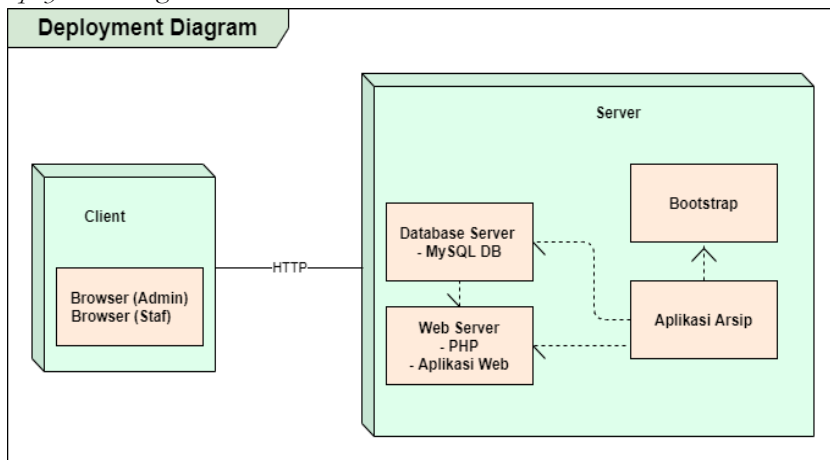 Deployment Diagram
Server
Client
Browser (Admin)
Browser (Staf)
HTTP
Database Server
- MySQL DB
Web Server
- PHP
- Aplikasi Web
Bootstrap
Aplikasi Arsip